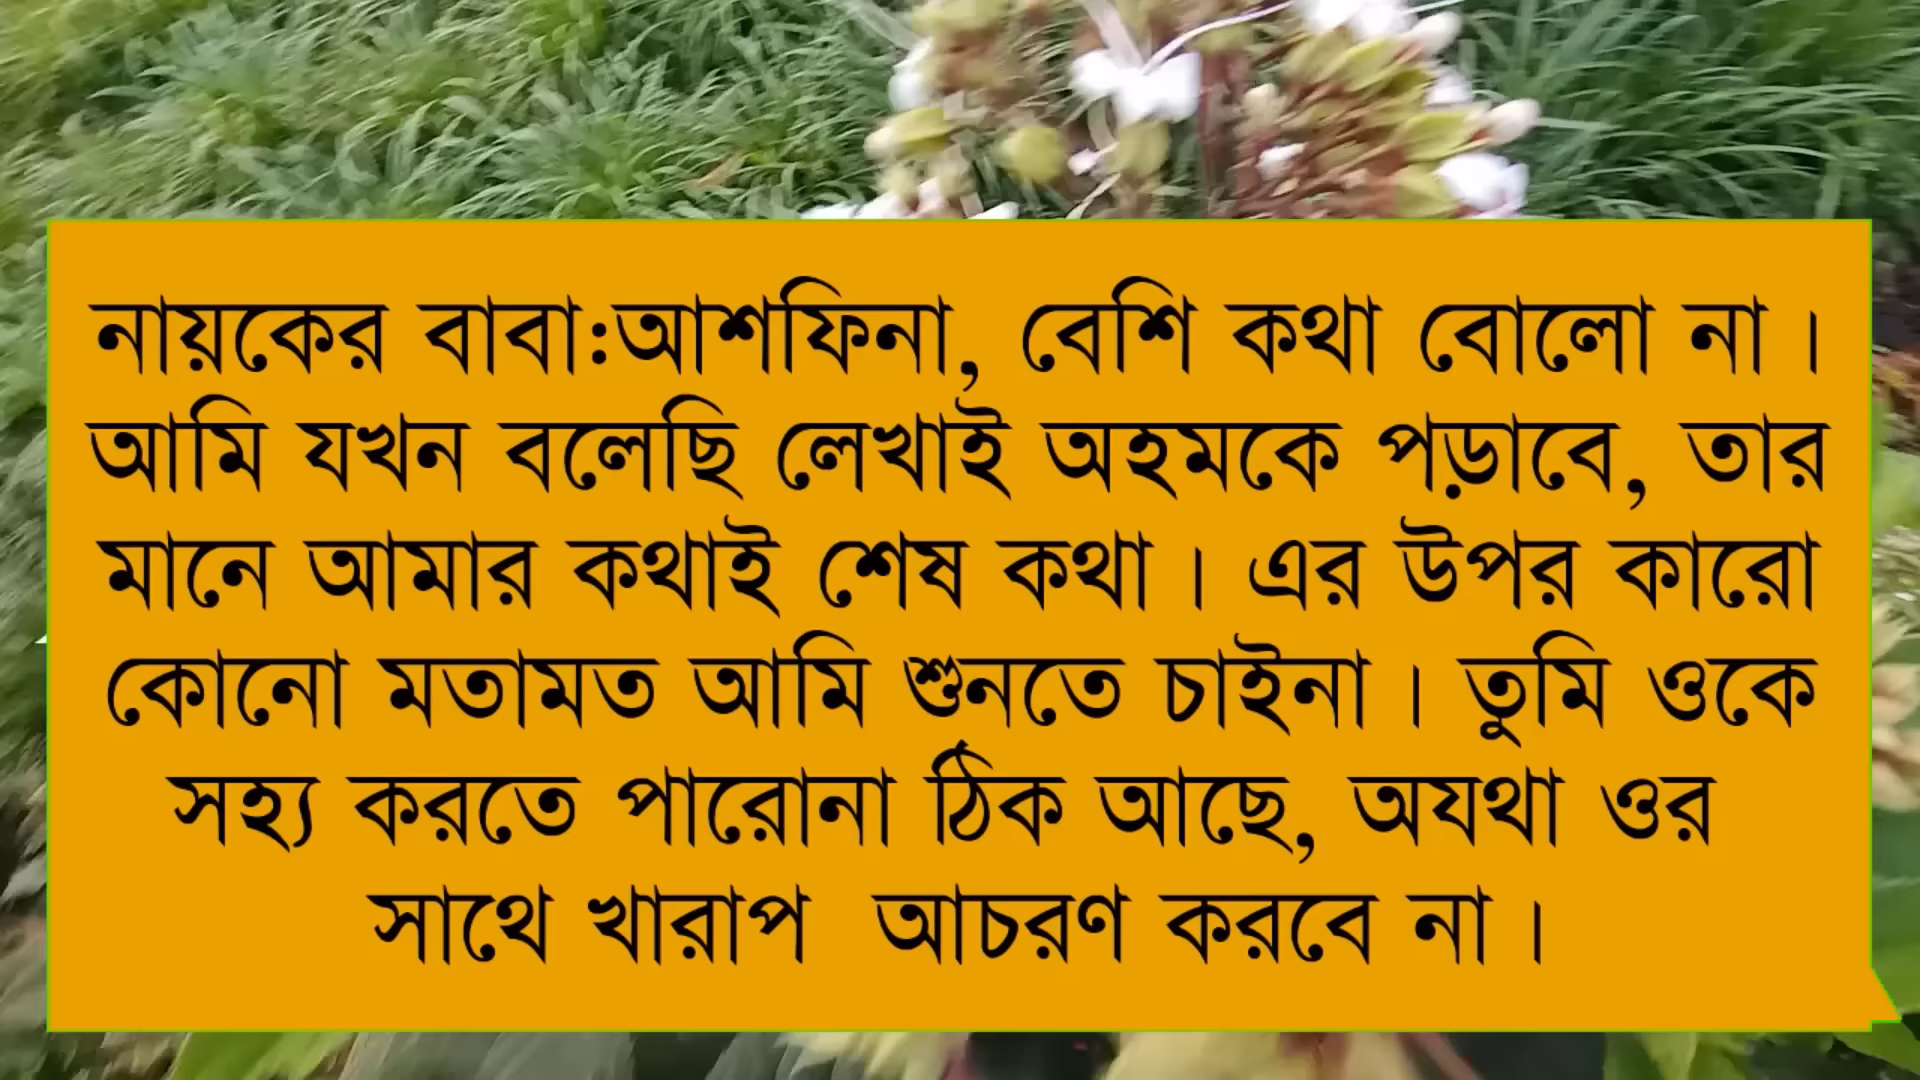 নায়কের বাবা:আশফিনা, বেশি কথা বোলো না।
আমি যখন বলেছি লেখাই অহমকে পড়াবে, তার
মানে আমার কথাই শেষ কথা। এর উপর কারো
কোনো মতামত আমি শুনতে চাইনা। তুমি ওকে
সহ্য করতে পারোনা ঠিক আছে, অযথা ওর
সাথে খারাপ  আচরণ করবে না।